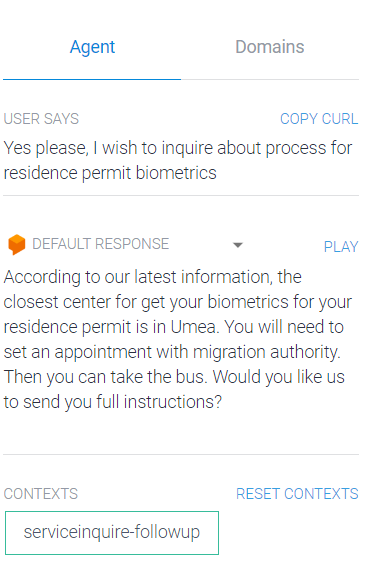 Agent Domains
USER SAYS COPY CURL
Yes please, I wish to inquire about process for
residence permit biometrics
DEFAULT RESPONSE PLAY
According to our latest information, the
closest center for get your biometrics for your
residence permit is in Umea. You will need to
set an appointment with migration authority.
Then you can take the bus. Would you like us
to send you full instructions?
CONTEXTS RESET CONTEXTS
serviceinquire-followup